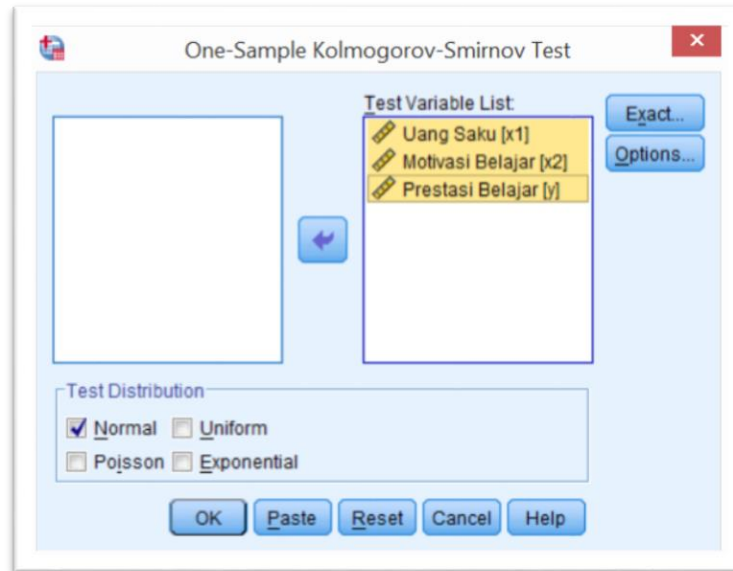 One-Sample Kolmogorov-Smirnov Test
Test Variable List:
Uang Saku [x1]
Motivasi Belajar [x2]
Prestasi Belajar [y]
Exact...
Options...
Test Distribution
Normal Uniform
Poisson Exponential
OK Paste Reset Cancel Help